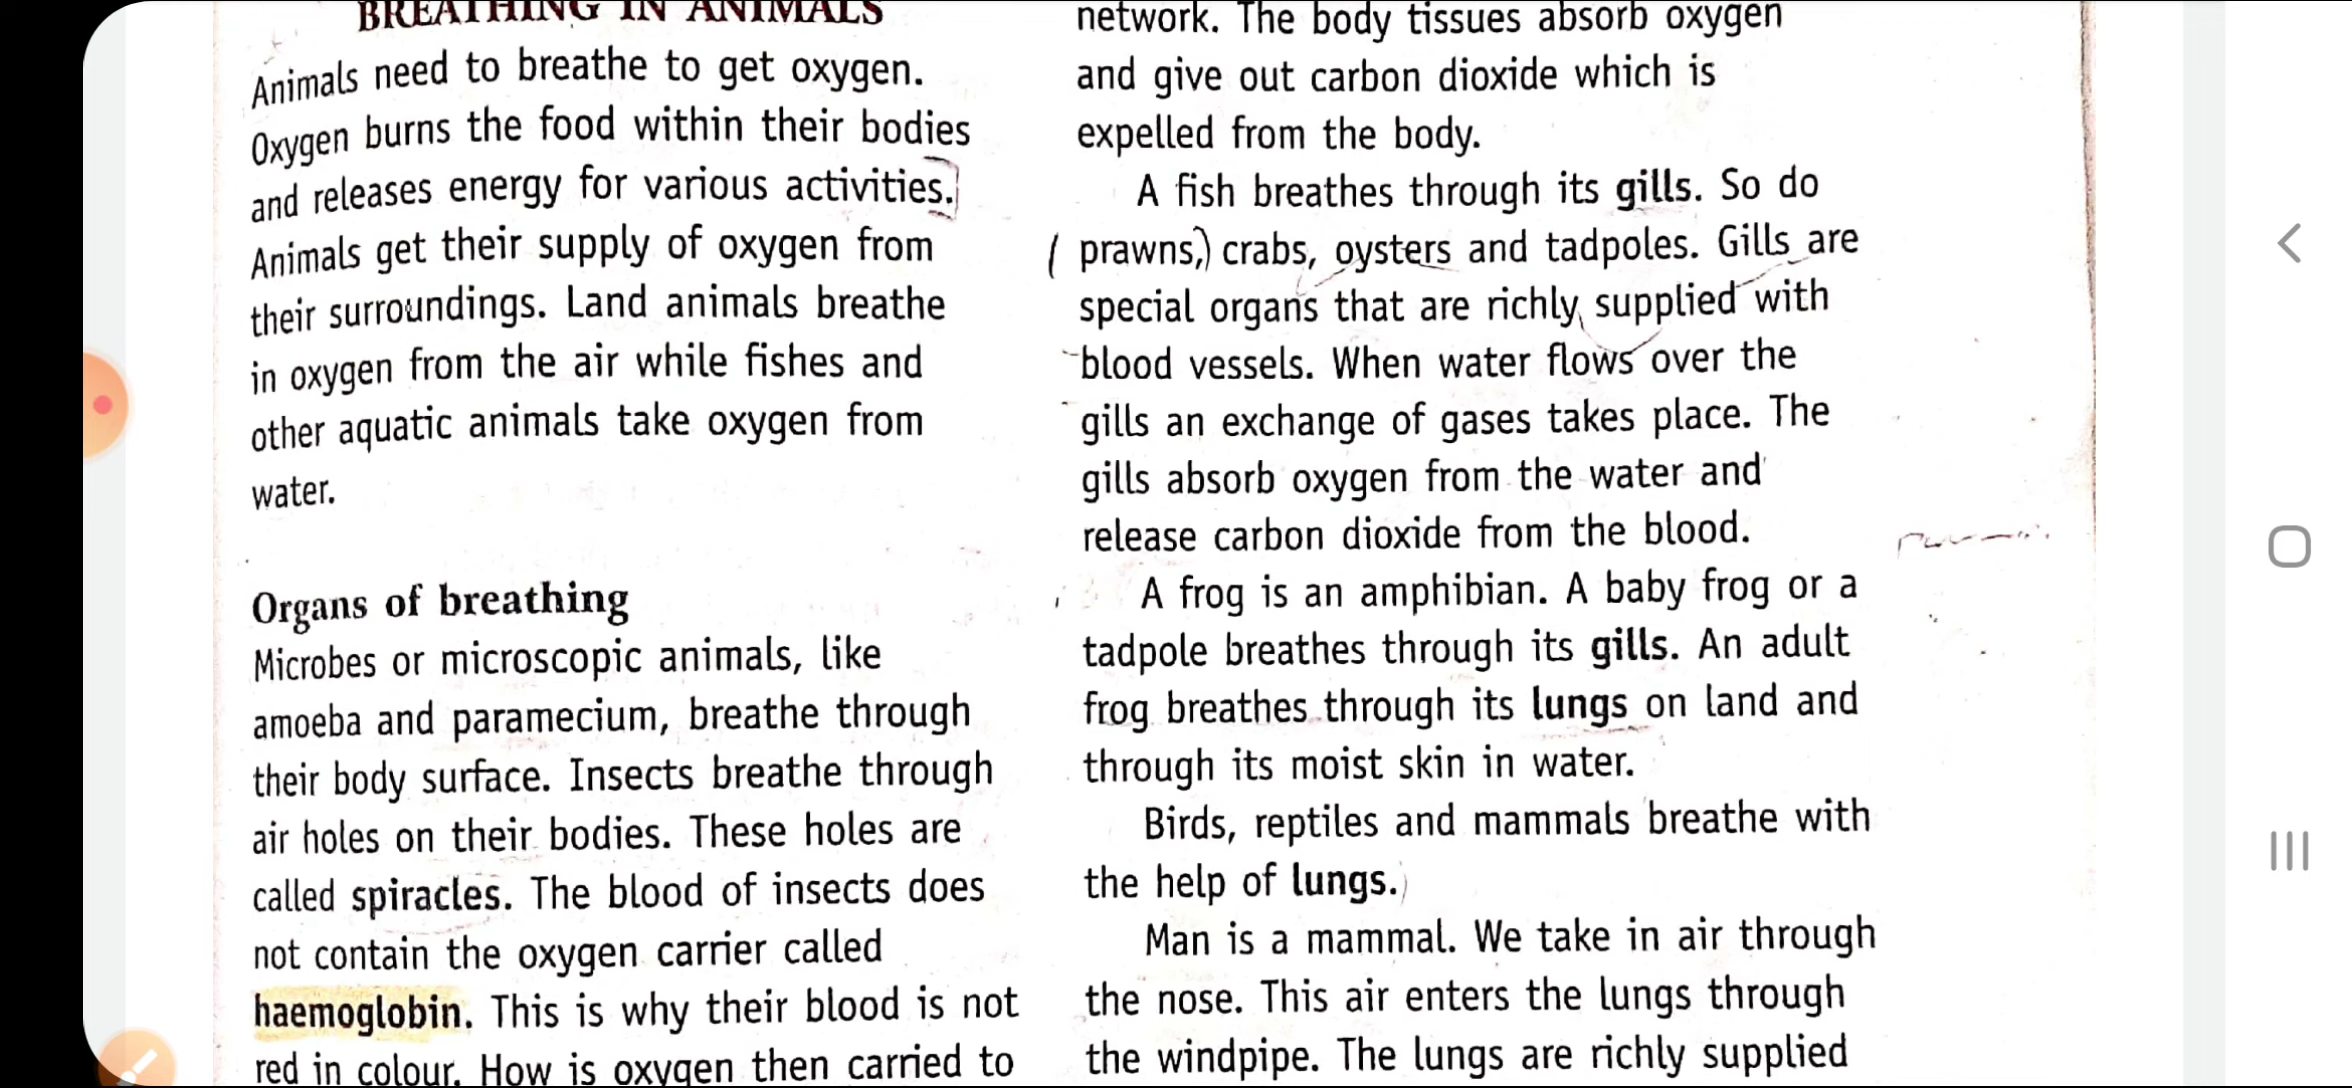 BREATHING IN ANIMALS
Animals need to breathe to get oxygen.
Oxygen burns the food within their bodies
and releases energy for various activities.
Animals get their supply of oxygen from
their surroundings. Land animals breathe
in oxygen from the air while fishes and
other aquatic animals take oxygen from
water.
Organs of breathing
Microbes or microscopic animals, like
amoeba and paramecium, breathe through
their body surface. Insects breathe through
air holes on their bodies. These holes are
called spiracles. The blood of insects does
not contain the oxygen carrier called
haemoglobin. This is why their blood is not
red in colour. How is oxygen then carried to
network. The body tissues absorb oxygen
and give out carbon dioxide which is
expelled from the body.
A fish breathes through its gills. So do
prawns, crabs, oysters and tadpoles. Gills are
special organs that are richly supplied with
blood vessels. When water flows over the
gills an exchange of gases takes place. The
gills absorb oxygen from the water and
release carbon dioxide from the blood.
A frog is an amphibian. A baby frog or a
tadpole breathes through its gills. An adult
frog breathes through its lungs on land and
through its moist skin in water.
Birds, reptiles and mammals breathe with
the help of lungs.
Man is a mammal. We take in air through
the nose. This air enters the lungs through
the windpipe. The lungs are richly supplied